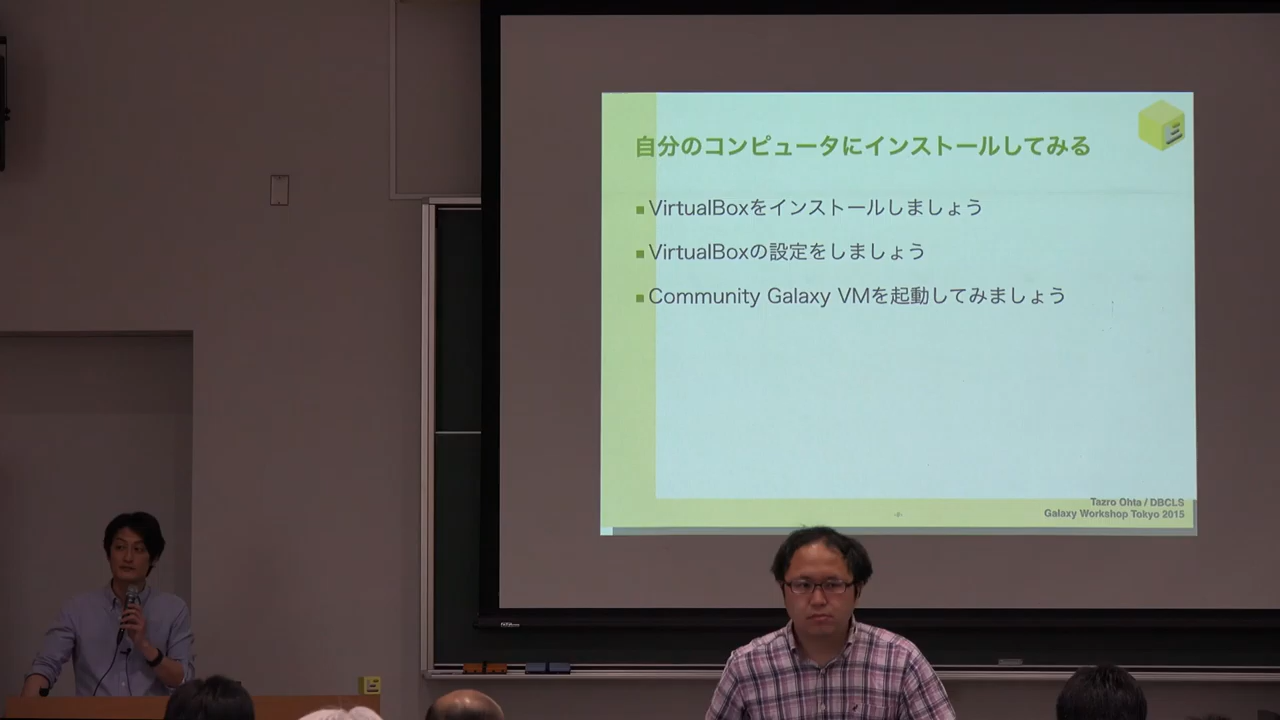 自分のコンピュータにインストールしてみる
VirtualBoxをインストールしましょう
VirtualBoxの設定をしましょう
Community Galaxy VMを起動してみましょう
Tazro Ohta / DBCLS
Galaxy Workshop Tokyo 2015